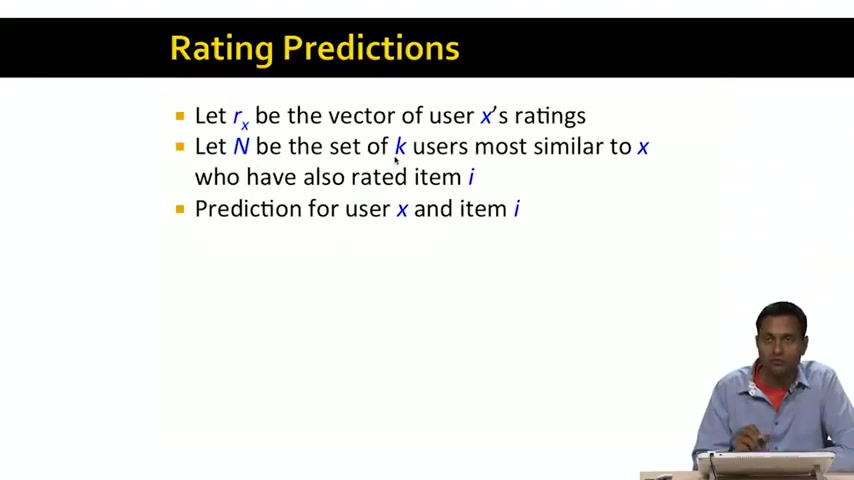 Rating Predictions
Let rx be the vector of user x's ratings
Let N be the set of k users most similar to x
who have also rated item i
Prediction for user x and item i